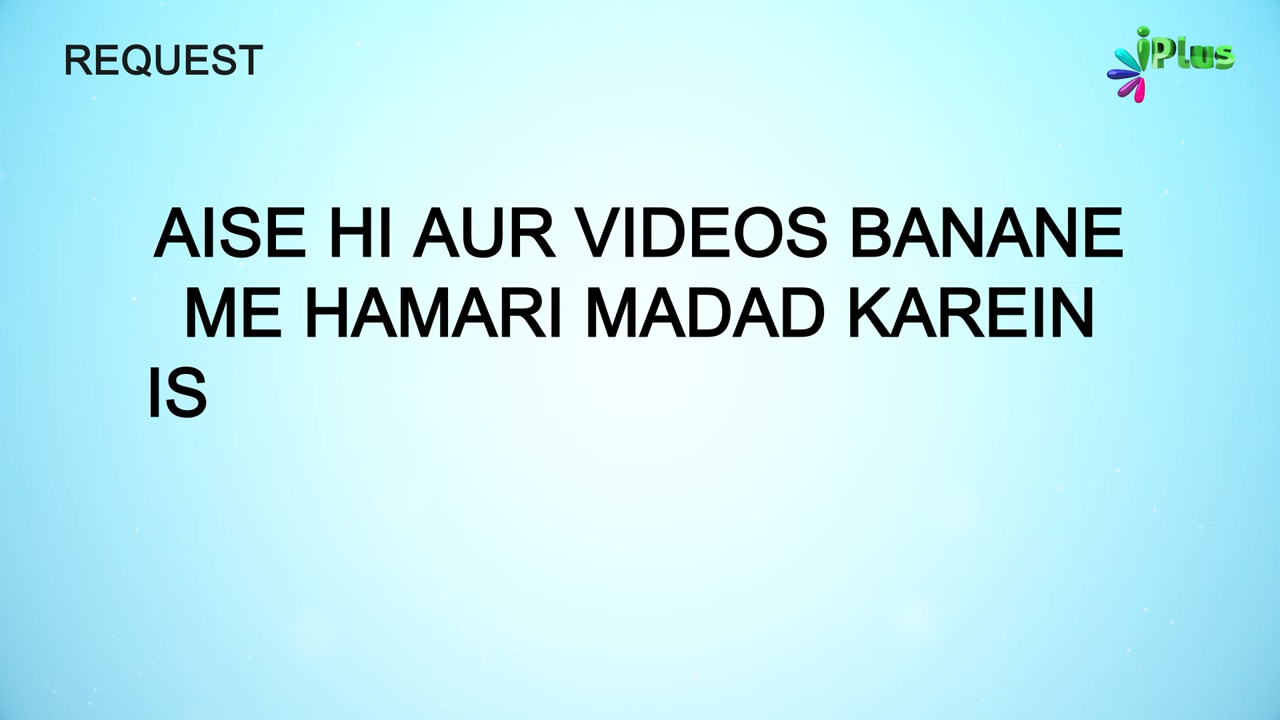 REQUEST
iPlus
AISE HI AUR VIDEOS BANANE
ME HAMARI MADAD KAREIN
IS